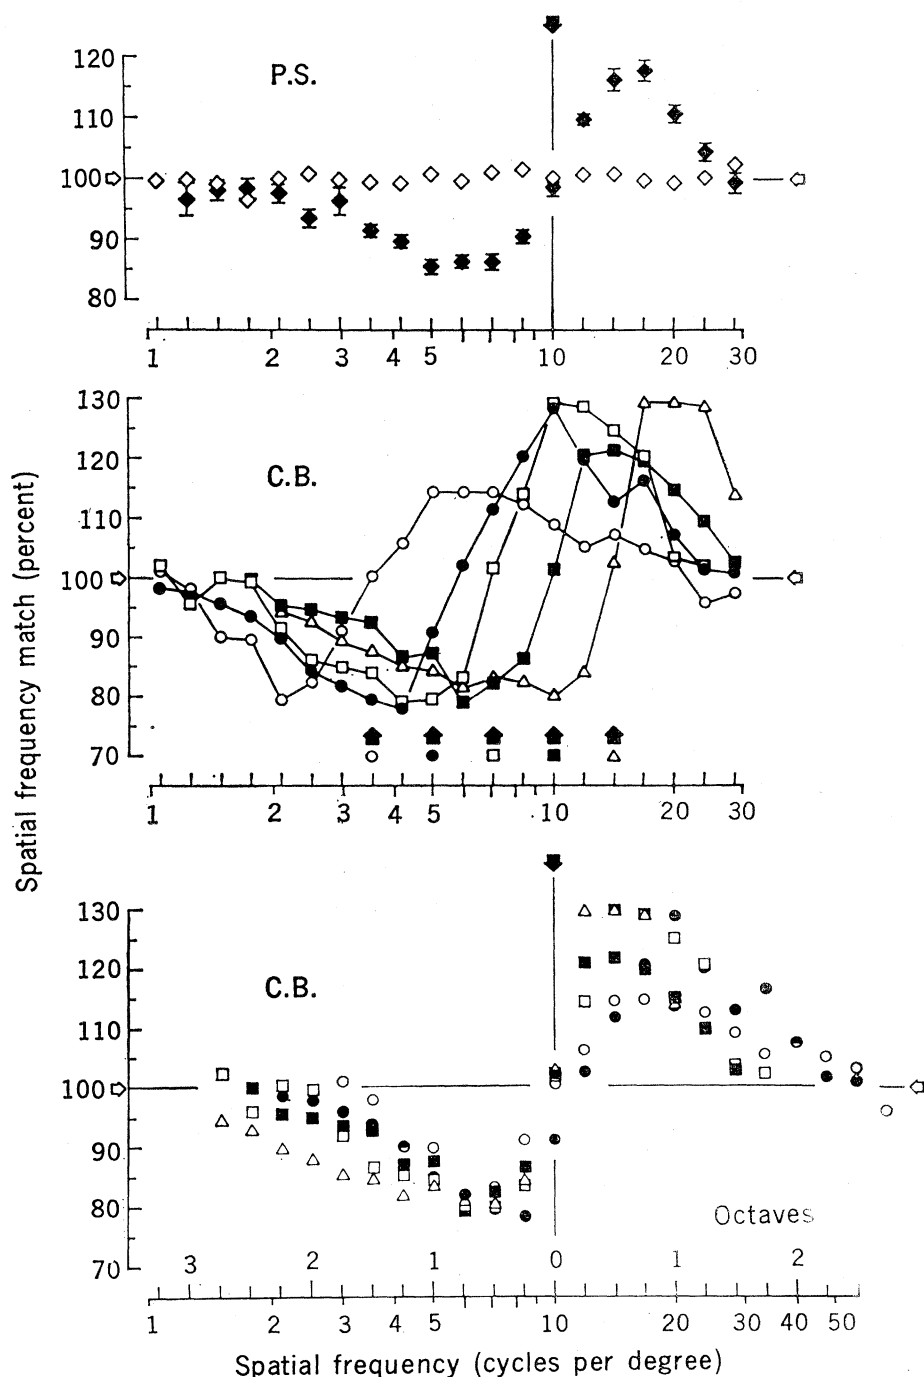 P.S.
120
110
100
90
80
1 2 3 4 5 10 20 30
Spatial frequency match (percent)
C.B.
130
120
110
100
90
80
70
1 2 3 4 5 10 20 30
C.B.
130
120
110
100
90
80
70
Octaves
3 2 1 0 1 2
1 2 3 4 5 10 20 30 40 50
Spatial frequency (cycles per degree)